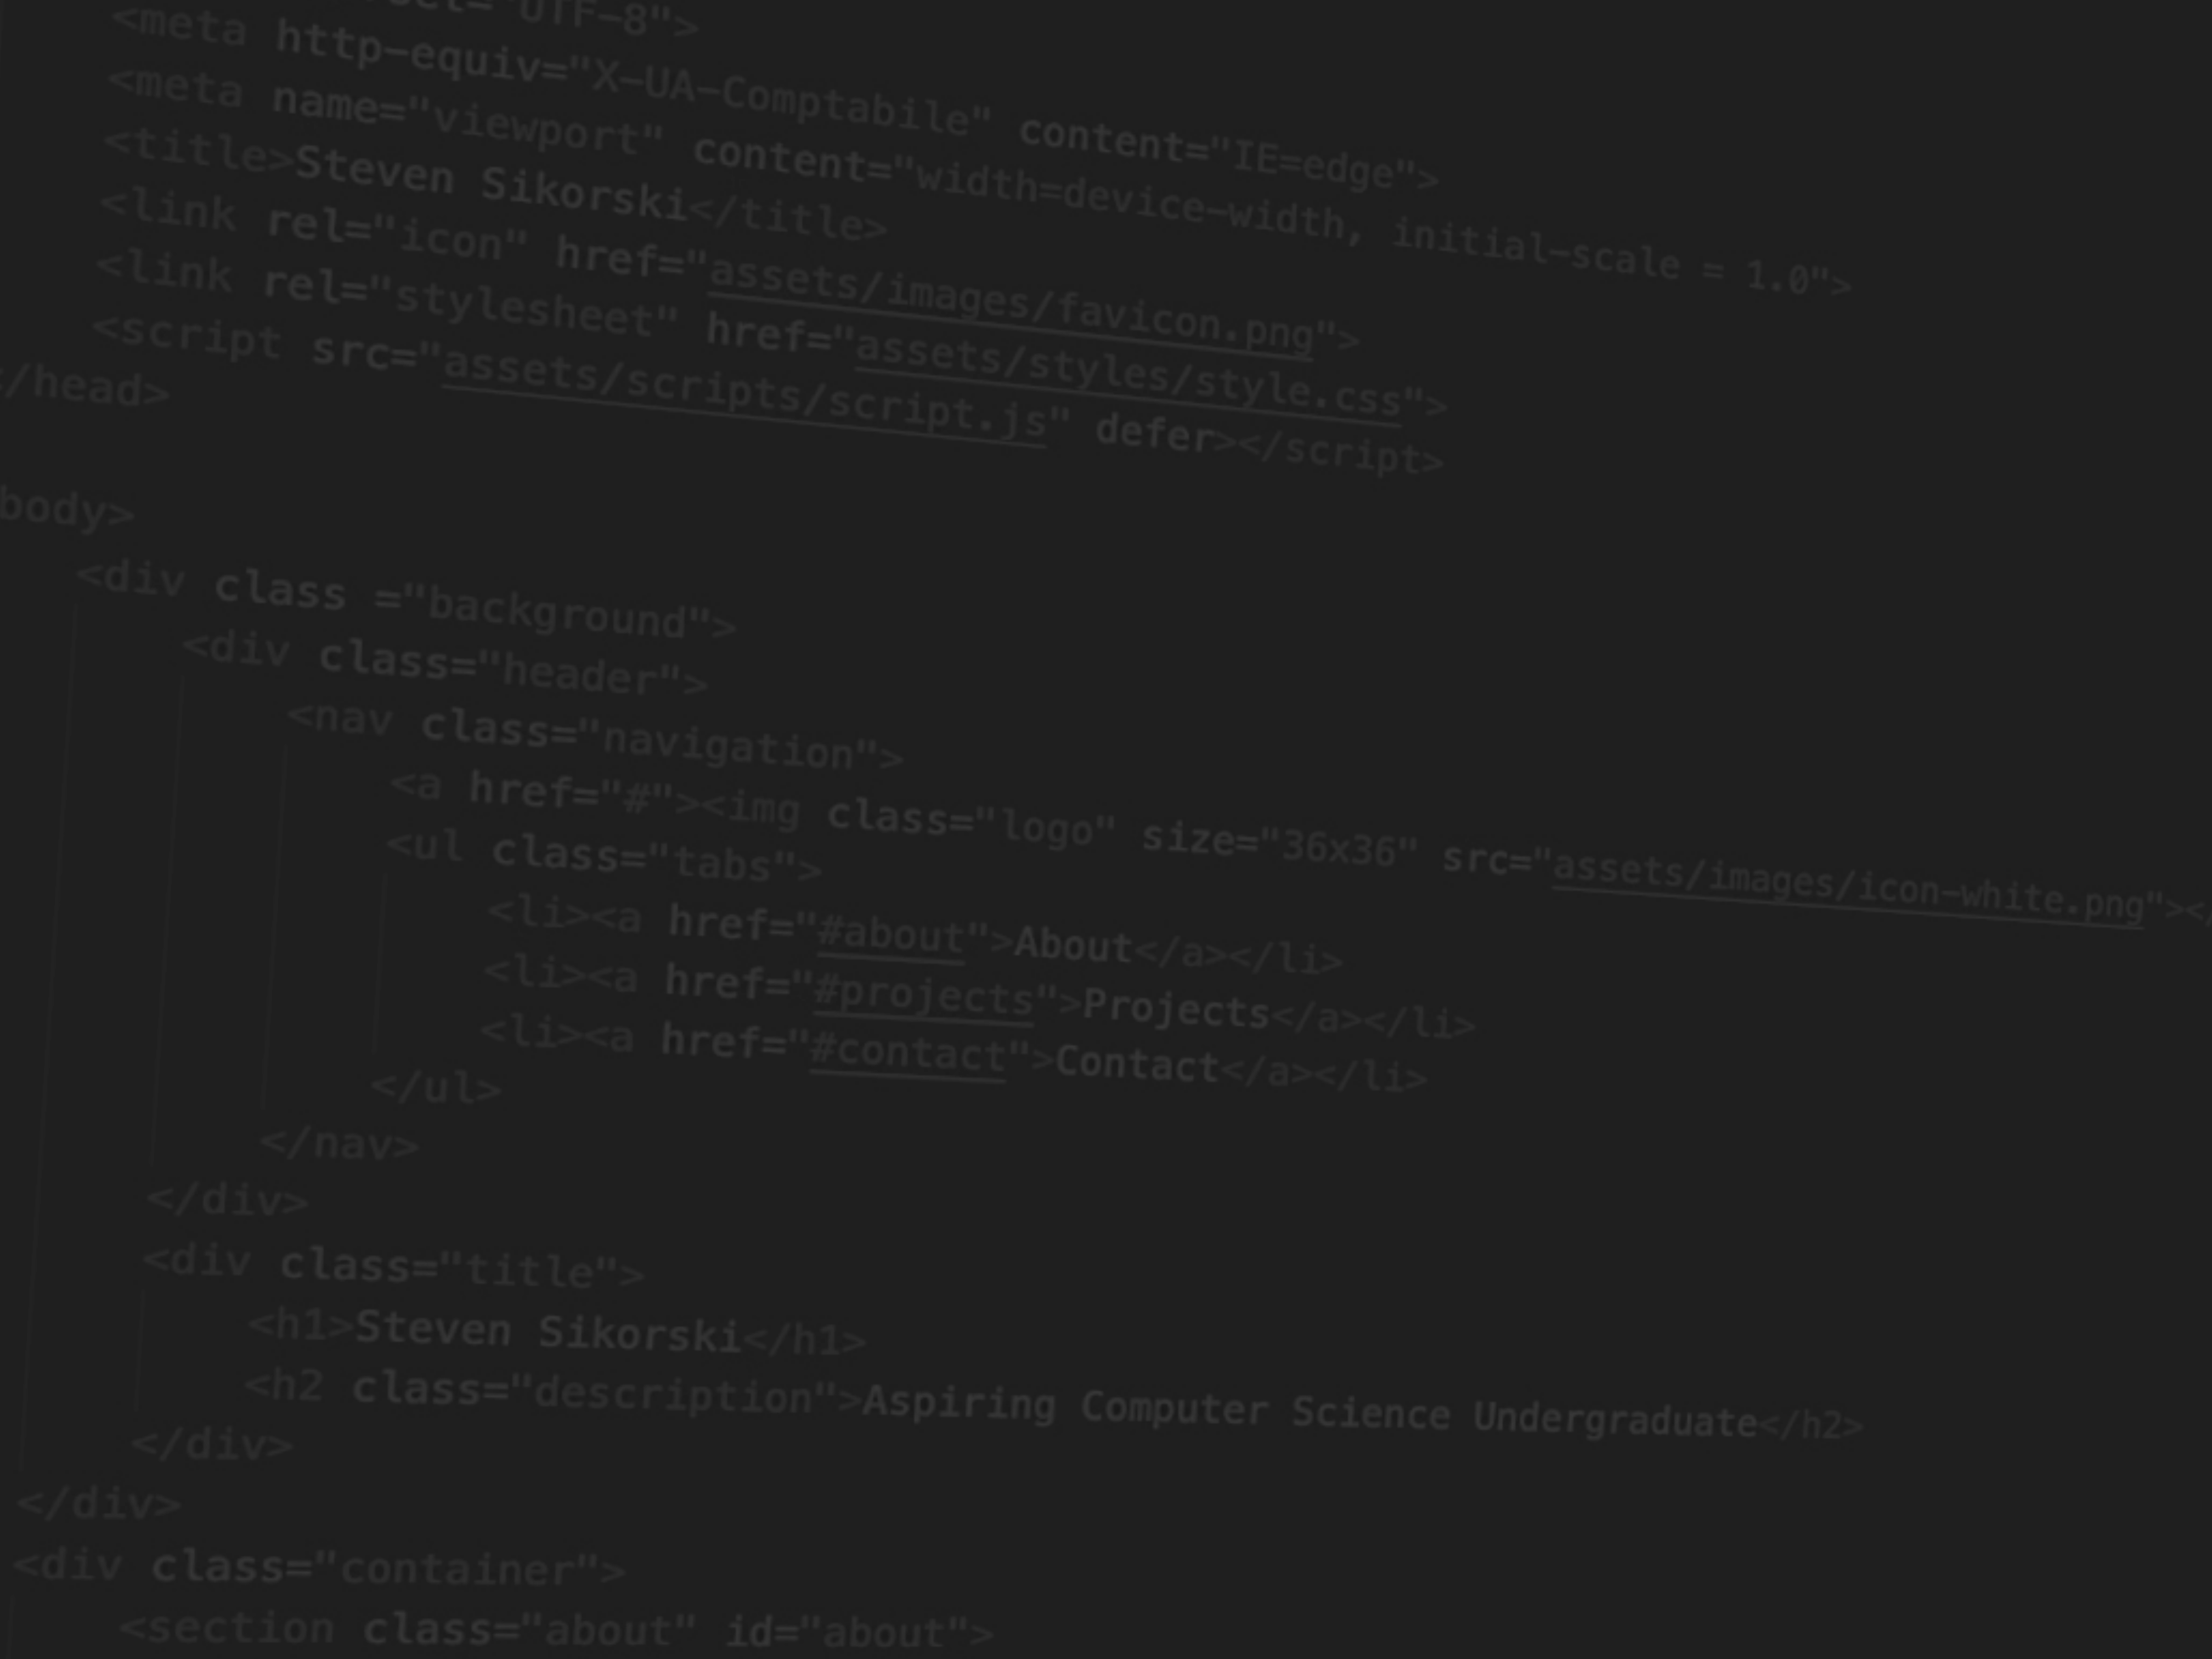 "UTF-8">
<meta http-equiv="X-UA-Comptabile" content="IE=edge">
<meta name="viewport" content="width=device-width, initial-scale = 1.0">
<title>Steven Sikorski</title>
<link rel="icon" href="assets/images/favicon.png">
<link rel="stylesheet" href="assets/styles/style.css">
<script src="assets/scripts/script.js" defer></script>
/head>
body>
<div class ="background">
<div class="header">
<nav class="navigation">
<a href="#"><img class="logo" size="36x36" src="assets/images/icon-white.png"></
<ul class="tabs">
<li><a href="#about">About</a></li>
<li><a href="#projects">Projects</a></li>
<li><a href="#contact">Contact</a></li>
</ul>
</nav>
</div>
<div class="title">
<h1>Steven Sikorski</h1>
<h2 class="description">Aspiring Computer Science Undergraduate</h2>
</div>
</div>
<div class="container">
<section class="about" id="about">